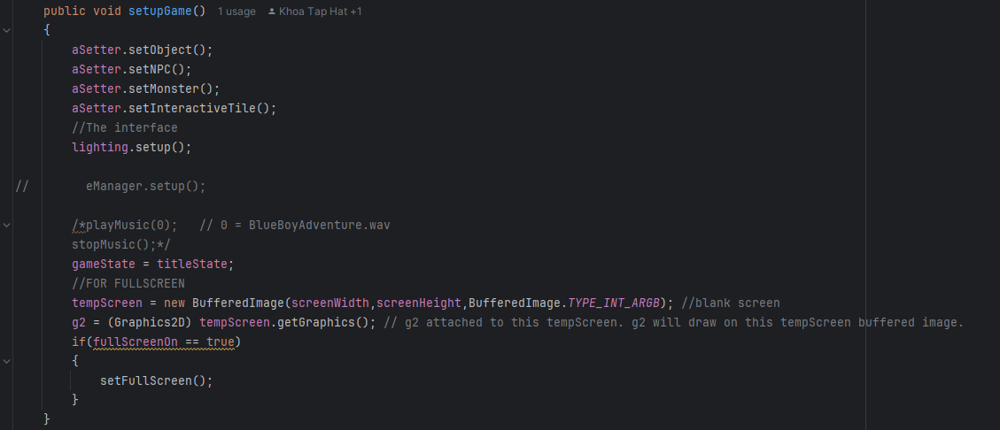 public void setupGame() 1 usage Khoa Tap Hat +1
{
aSetter.setObject();
aSetter.setNPC();
aSetter.setMonster();
aSetter.setInteractiveTile();
//The interface
lighting.setup();
// eManager.setup();
/*playMusic(0); // 0 = BlueBoyAdventure.wav
stopMusic();*/
gameState = titleState;
//FOR FULLSCREEN
tempScreen = new BufferedImage(screenWidth,screenHeight,BufferedImage.TYPE_INT_ARGB); //blank screen
g2 = (Graphics2D) tempScreen.getGraphics(); // g2 attached to this tempScreen. g2 will draw on this tempScreen buffered image.
if(fullScreenOn == true)
{
setFullScreen();
}
}